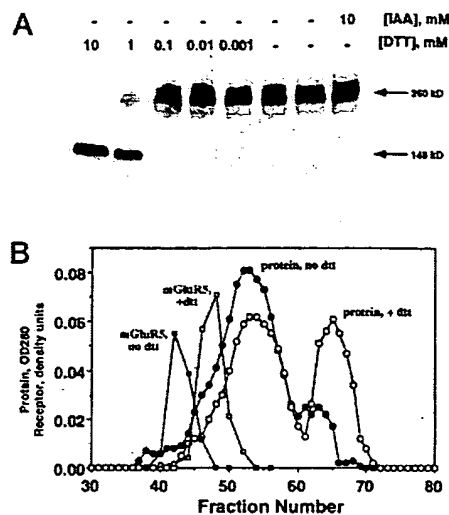 A
- - - - - - - 10 [IAA], mM
10 1 0.1 0.01 0.001 - - - [DTT], mM
148 kD
B
Protein, OD280
Receptor, density units
0.08
0.06
0.04
0.02
0.00
mGluR5, +dtt
mGluR5, no dtt
protein, no dtt
protein, + dtt
30 40 50 60 70 80
Fraction Number